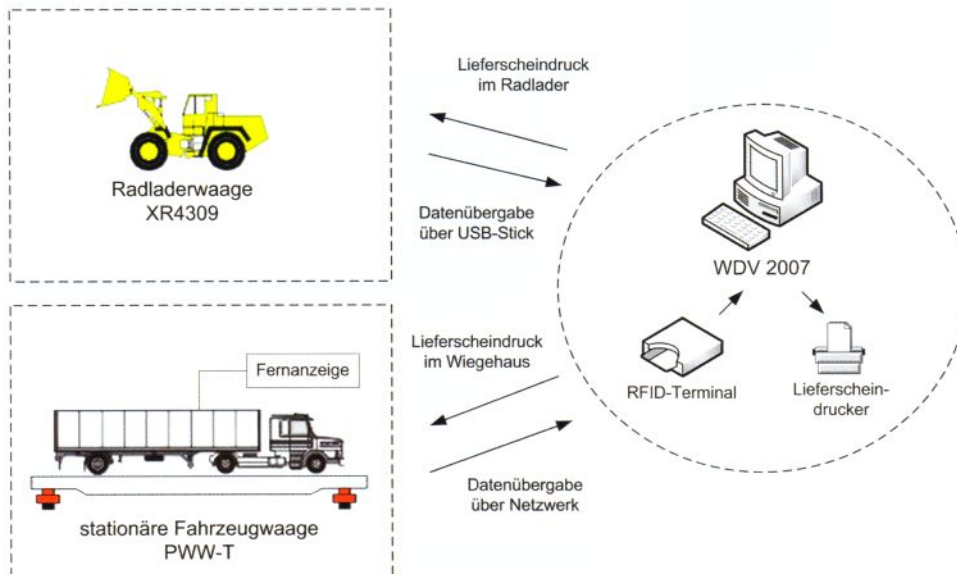 Radladerwaage
XR4309
Lieferscheindruck
im Radlader
Datenübergabe
über USB-Stick
WDV 2007
RFID-Terminal
Lieferschein-
drucker
Fernanzeige
stationäre Fahrzeugwaage
PWW-T
Lieferscheindruck
im Wiegehaus
Datenübergabe
über Netzwerk